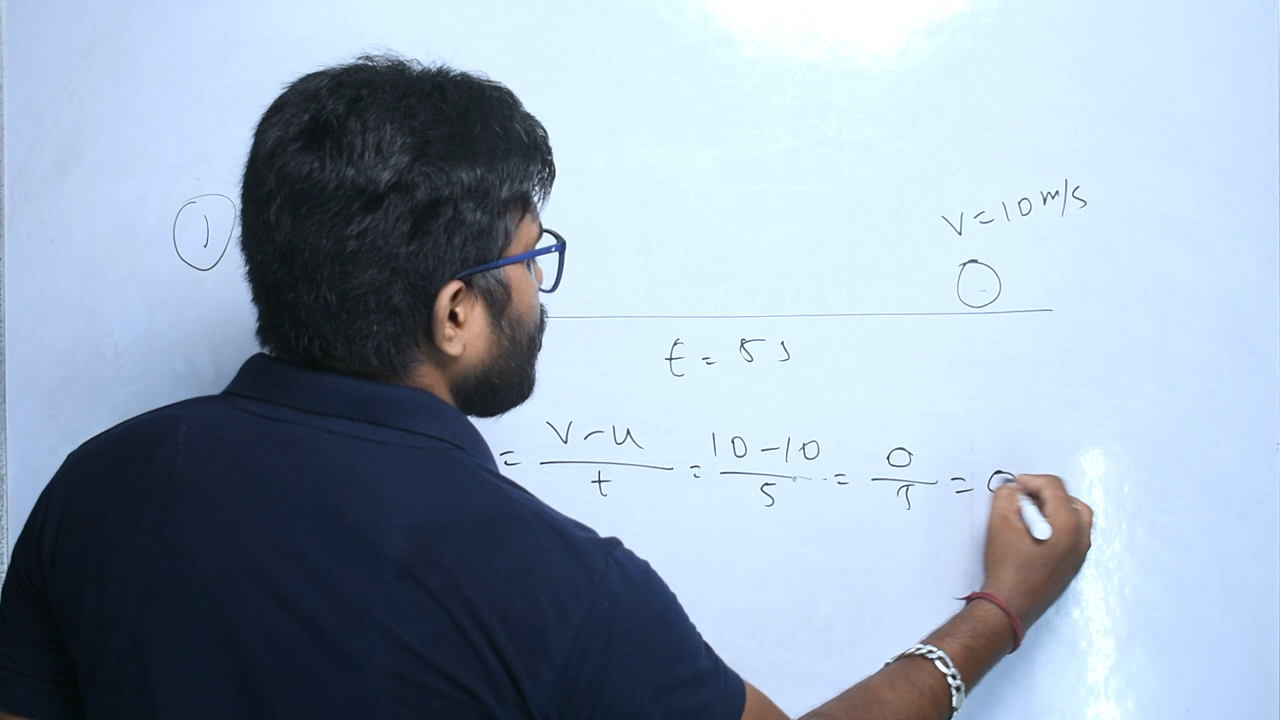 ①
v = 10 m/s
t = 5 s
= v-u/t = 10-10/5 = 0/5 = 0